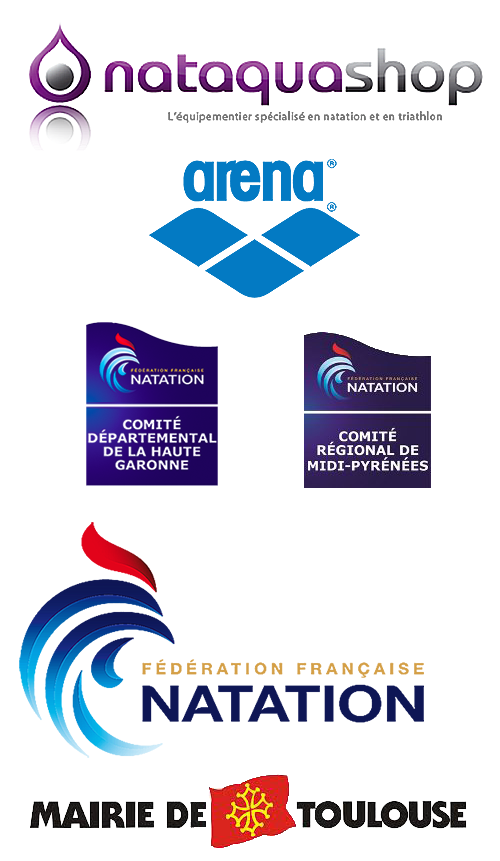 nataquashop
L'équipementier spécialisé en natation et en triathlon
arena®
®
FÉDÉRATION FRANÇAISE
NATATION
COMITÉ
DÉPARTEMENTAL
DE LA HAUTE
GARONNE
FÉDÉRATION FRANÇAISE
NATATION
COMITÉ
RÉGIONAL DE
MIDI-PYRÉNÉES
FÉDÉRATION FRANÇAISE
NATATION
MAIRIE DE TOULOUSE